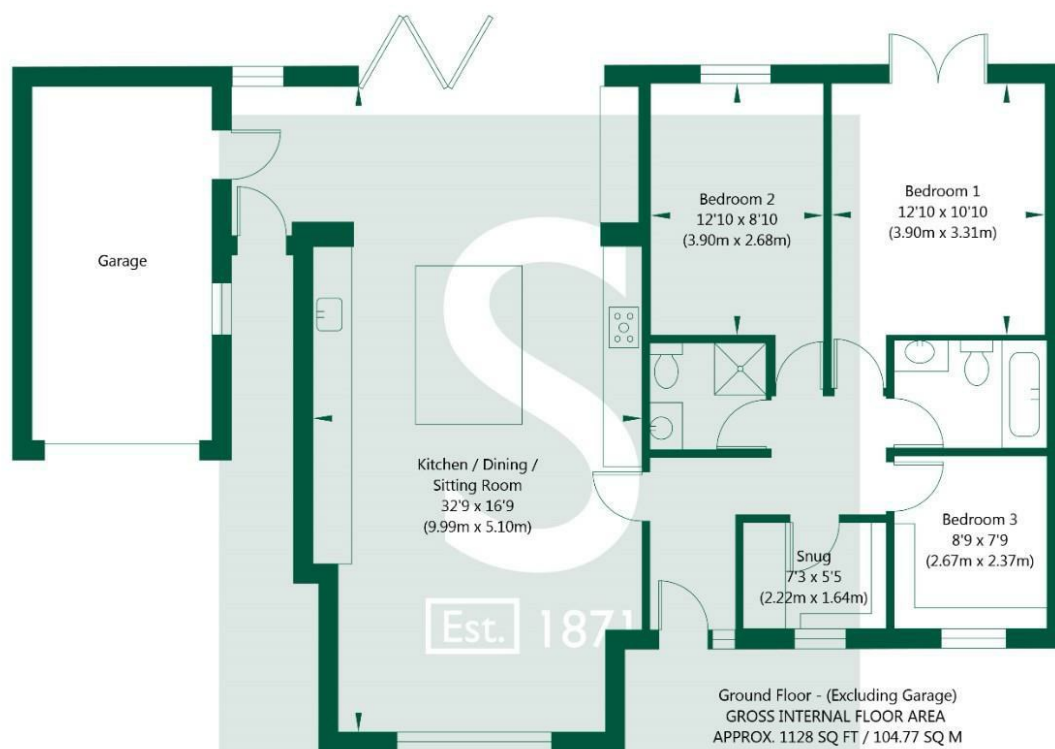 Garage
Bedroom 2
12'10 x 8'10
(3.90m x 2.68m)
Bedroom 1
12'10 x 10'10
(3.90m x 3.31m)
Kitchen / Dining /
Sitting Room
32'9 x 16'9
(9.99m x 5.10m)
Snug
7'3 x 5'5
(2.22m x 1.64m)
Bedroom 3
8'9 x 7'9
(2.67m x 2.37m)
S
Est. 1871
Ground Floor - (Excluding Garage)
GROSS INTERNAL FLOOR AREA
APPROX. 1128 SQ FT / 104.77 SQ M